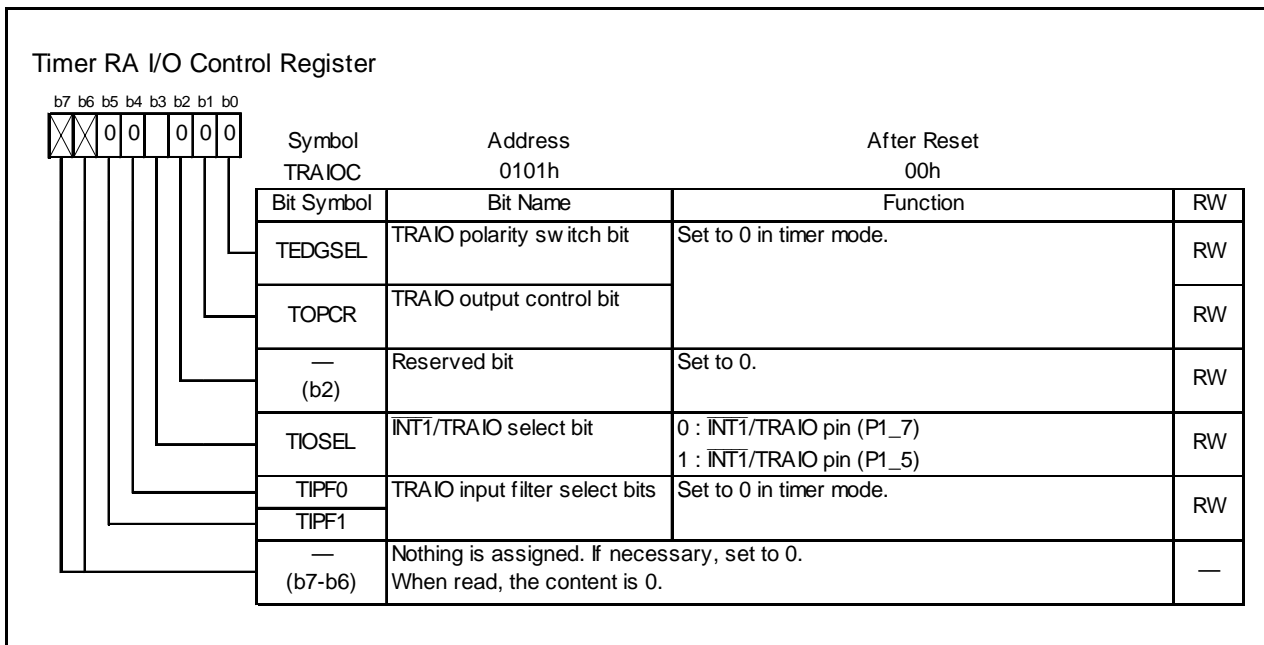 Timer RA I/O Control Register
b7 b6 b5 b4 b3 b2 b1 b0
0 0 0 0 0
Symbol Address After Reset
TRAIOC 0101h 00h
Bit Symbol Bit Name Function RW
TEDGSEL TRAIO polarity switch bit Set to 0 in timer mode. RW
TOPCR TRAIO output control bit RW
— Reserved bit Set to 0. RW
(b2)
TIOSEL INT1/TRAIO select bit 0 : INT1/TRAIO pin (P1_7) RW
1 : INT1/TRAIO pin (P1_5)
TIPF0 TRAIO input filter select bits Set to 0 in timer mode. RW
TIPF1
— Nothing is assigned. If necessary, set to 0. —
(b7-b6) When read, the content is 0.